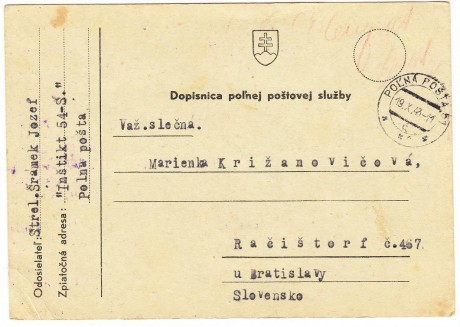 Dopisnica poľnej poštovej služby
POĽNÁ POŠTA
Odosielateľ: Strel.Šrámek Jozef
Zpiatočná adresa: "Inštikt 54-S."
Poľná pošta
Važ.slečna.
Marienka Križanovičová,
Račištorf č.467
u Bratislavy
Slovensko